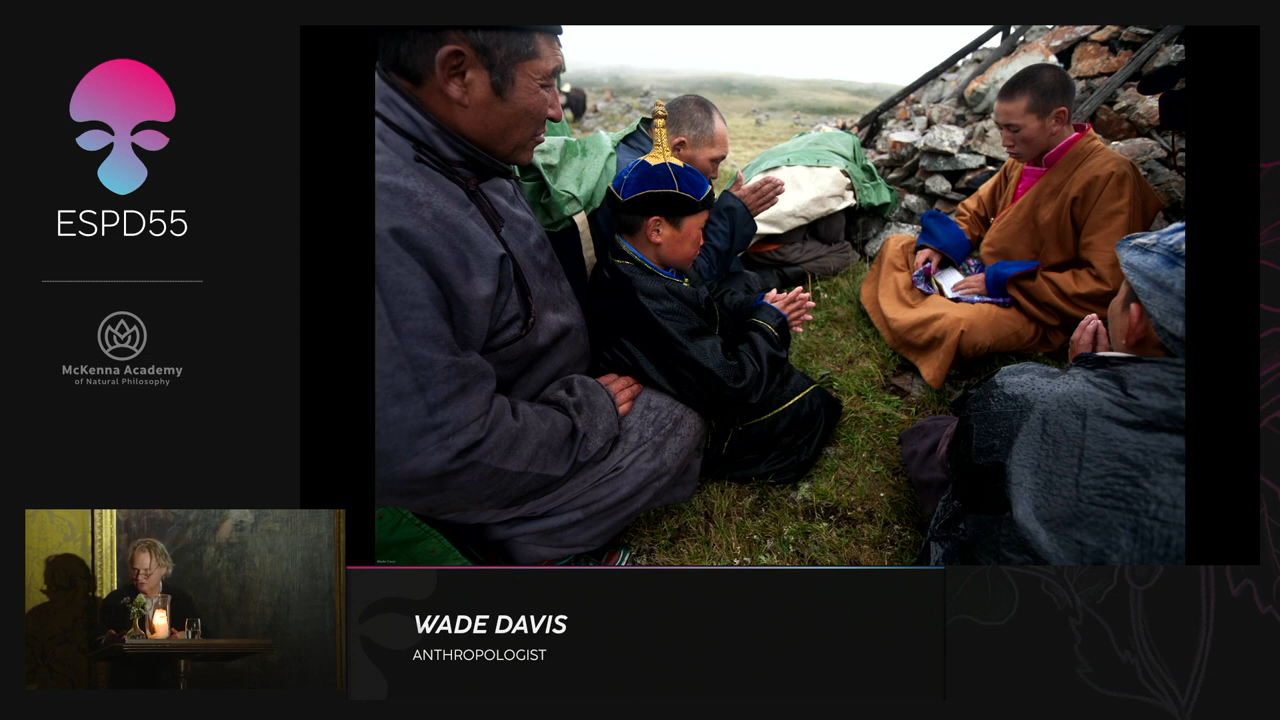 ESPD55
McKenna Academy
of Natural Philosophy
WADE DAVIS
ANTHROPOLOGIST